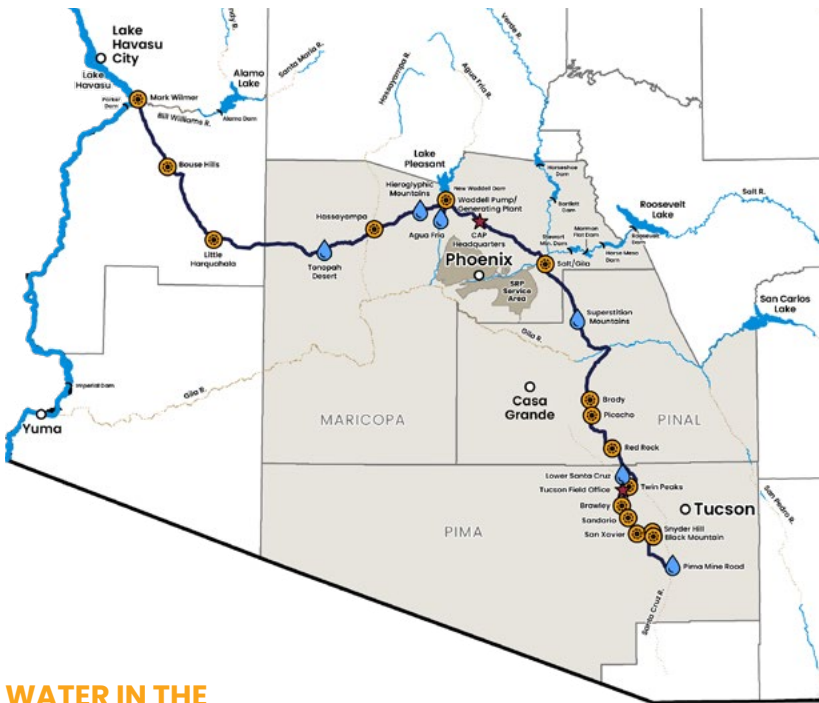 Lake
Havasu
City
Lake
Havasu
Parker
Dam
Mark Wilmer
Bill Williams R.
Alamo
Lake
Alamo Dam
Santa Maria R.
Hassayampa R.
Agua Fria R.
Verde R.
Bouse Hills
Little
Harquahala
Tonopah
Desert
Hassayampa
Hieroglyphic
Mountains
Lake
Pleasant
New Waddell Dam
Waddell Pump/
Generating Plant
Agua Fria
CAP
Headquarters
Phoenix
SRP
Service
Area
Horseshoe
Dam
Bartlett
Dam
Stewart
Mtn. Dam
Mormon
Flat Dam
Horse Mesa
Dam
Roosevelt
Dam
Roosevelt
Lake
Salt R.
Salt/Gila
Superstition
Mountains
San Carlos
Lake
Gila R.
Gila R.
Imperial Dam
Yuma
MARICOPA
Casa
Grande
Brady
Picacho
PINAL
Red Rock
Lower Santa Cruz
Tucson Field Office
Twin Peaks
Brawley
Sandario
San Xavier
Snyder Hill
Black Mountain
Tucson
San Pedro R.
PIMA
Pima Mine Road
Santa Cruz R.
WATER IN THE